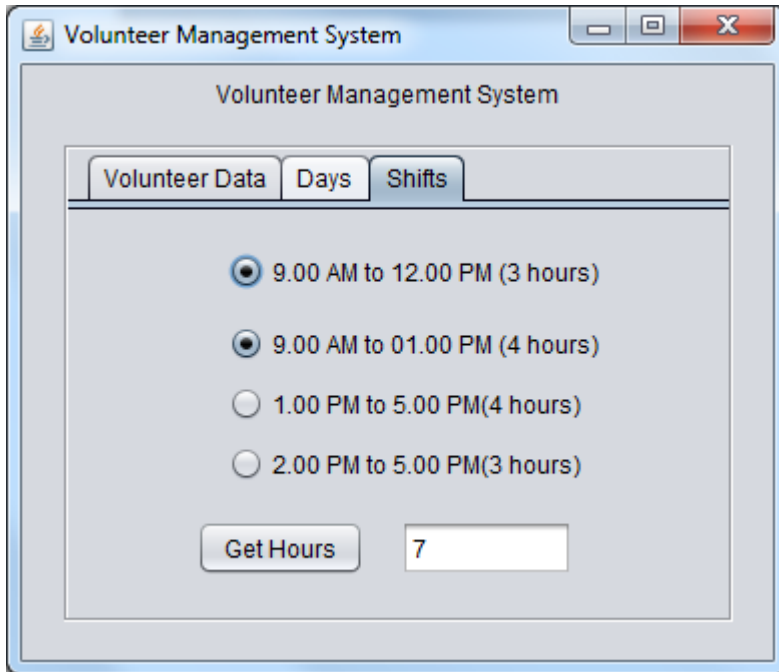 Volunteer Management System
Volunteer Management System
Volunteer Data Days Shifts
9.00 AM to 12.00 PM (3 hours)
9.00 AM to 01.00 PM (4 hours)
1.00 PM to 5.00 PM(4 hours)
2.00 PM to 5.00 PM(3 hours)
Get Hours 7